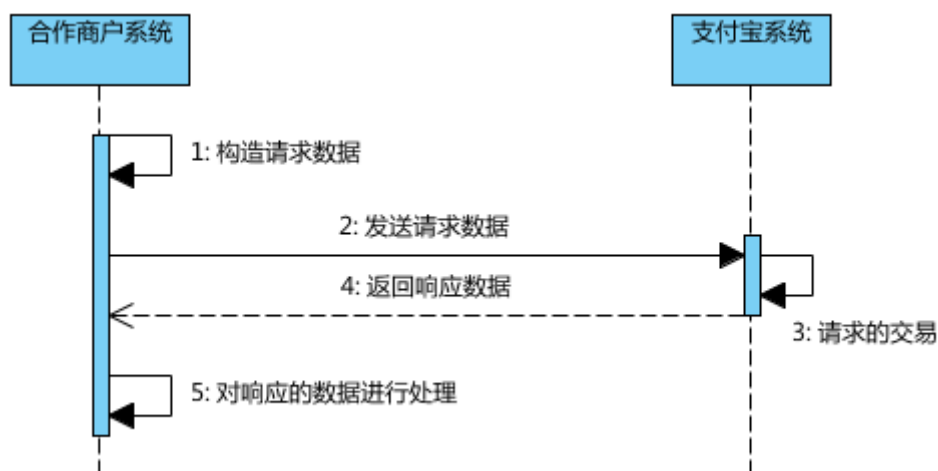 合作商户系统
支付宝系统
1: 构造请求数据
2: 发送请求数据
4: 返回响应数据
3: 请求的交易
5: 对响应的数据进行处理